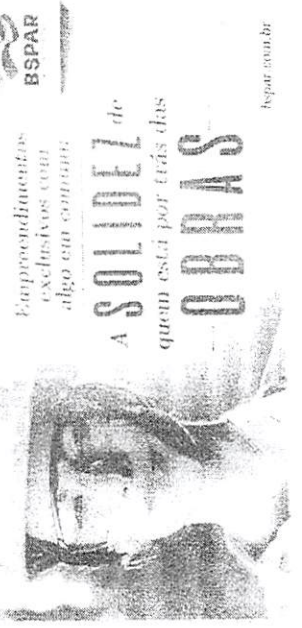 BSPAR
Empreendimentos
exclusivos com
algo em comum:
A SOLIDEZ de
quem está por trás das
OBRAS
bspar.com.br